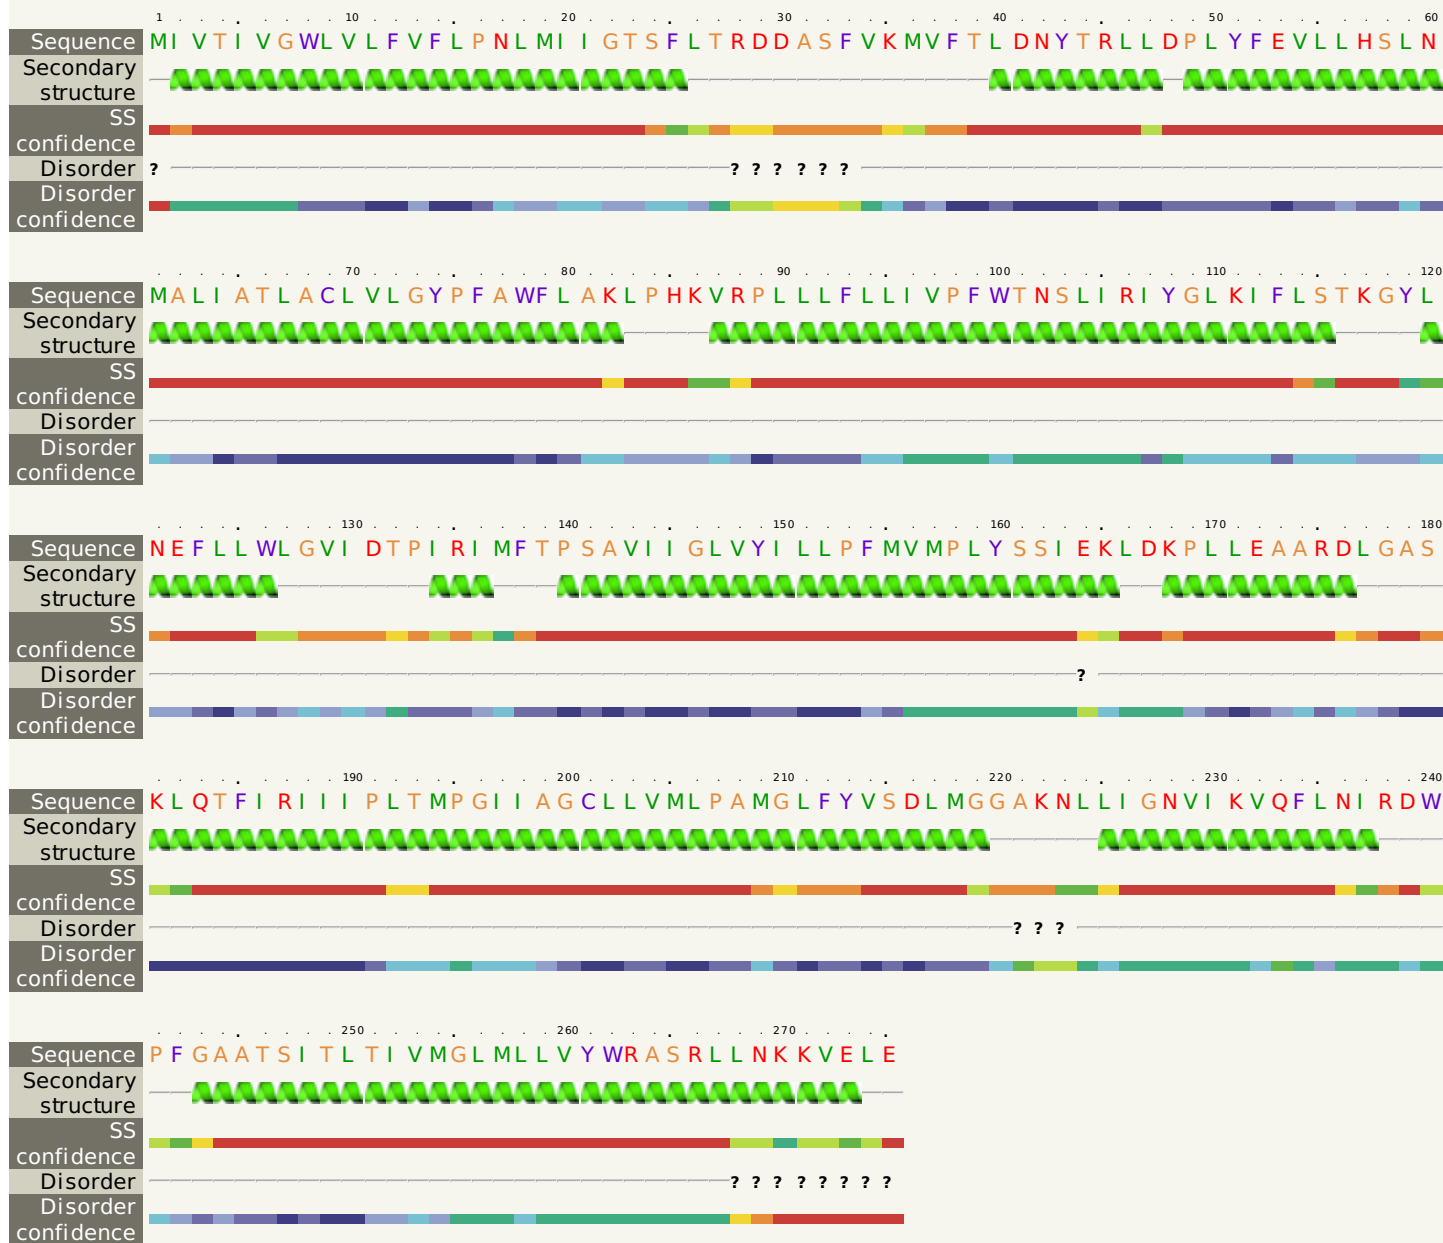 1 . . . . 10 . . . . 20 . . . . 30 . . . . 40 . . . . 50 . . . . 60
Sequence MIVTIVGWLVLFVFLPNLMIIGTSFLTRDDASFVKMVFTLDNYTRLLDPLYFEVLLHSLN
Secondary
structure
SS
confidence
Disorder ? ? ? ? ? ? ?
Disorder
confidence
. . . . 70 . . . . 80 . . . . 90 . . . . 100 . . . . 110 . . . . 120
Sequence MALIATLACLVLGYPFAWFLAKLPHKVRPLLLFLLIVPFWTNSLIRIYGLKIFLSTKGYL
Secondary
structure
SS
confidence
Disorder
Disorder
confidence
. . . . 130 . . . . 140 . . . . 150 . . . . 160 . . . . 170 . . . . 180
Sequence NEFLLWLGVIDTPIRIMFTPSAVIIGLVYILLPFMVMPLYSSIEKLDKPLLEAARDLGAS
Secondary
structure
SS
confidence
Disorder ?
Disorder
confidence
. . . . 190 . . . . 200 . . . . 210 . . . . 220 . . . . 230 . . . . 240
Sequence KLQTFIRIIIPLTMPGIIAGCLLVMLPAMGLFYVSDLMGGAKNLLIGNVIKVQFLNIRDW
Secondary
structure
SS
confidence
Disorder ? ? ?
Disorder
confidence
. . . . 250 . . . . 260 . . . . 270 . . . .
Sequence PFGAATSITLTIVMGLMLLVYWRASRLLNKKVELE
Secondary
structure
SS
confidence
Disorder ? ? ? ? ? ? ? ?
Disorder
confidence